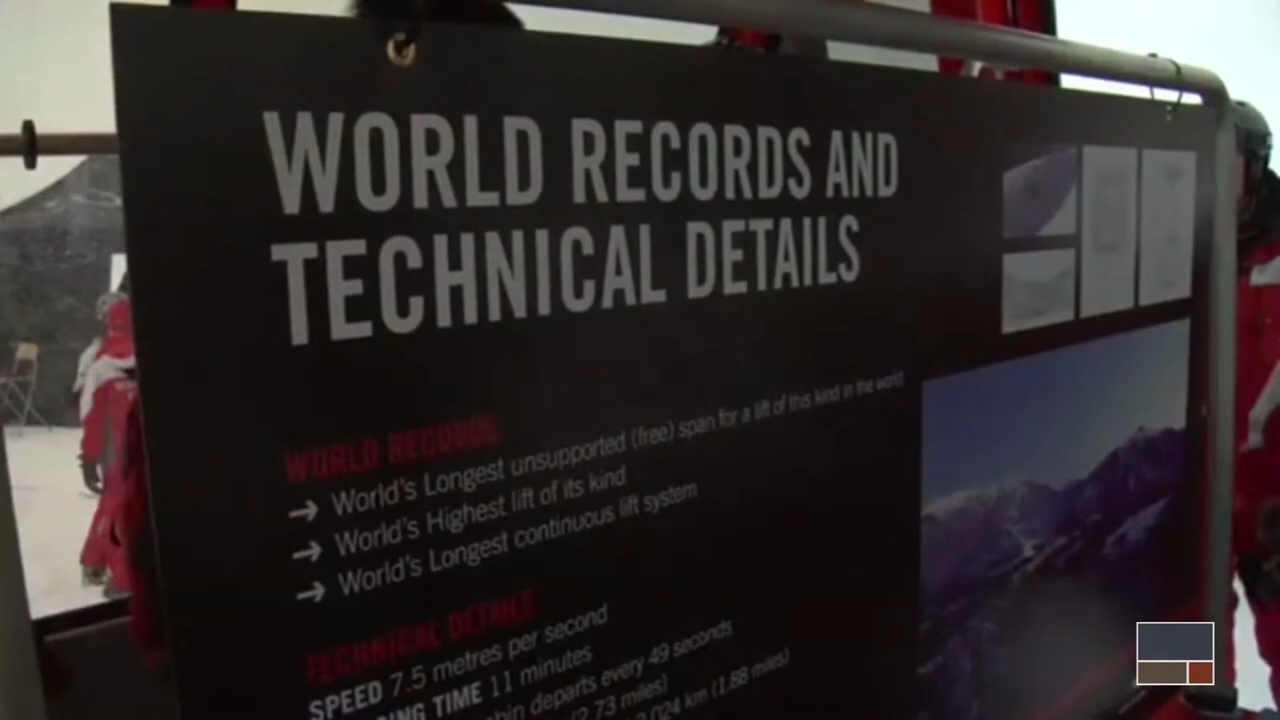 WORLD RECORDS AND
TECHNICAL DETAILS
WORLD RECORDS
→ World's Longest unsupported (free) span for a lift of this kind in the world
→ World's Highest lift of its kind
→ World's Longest continuous lift system
TECHNICAL DETAILS
SPEED 7.5 metres per second
TIME 11 minutes
departs every 49 seconds
(2.73 miles)
(1.88 miles)